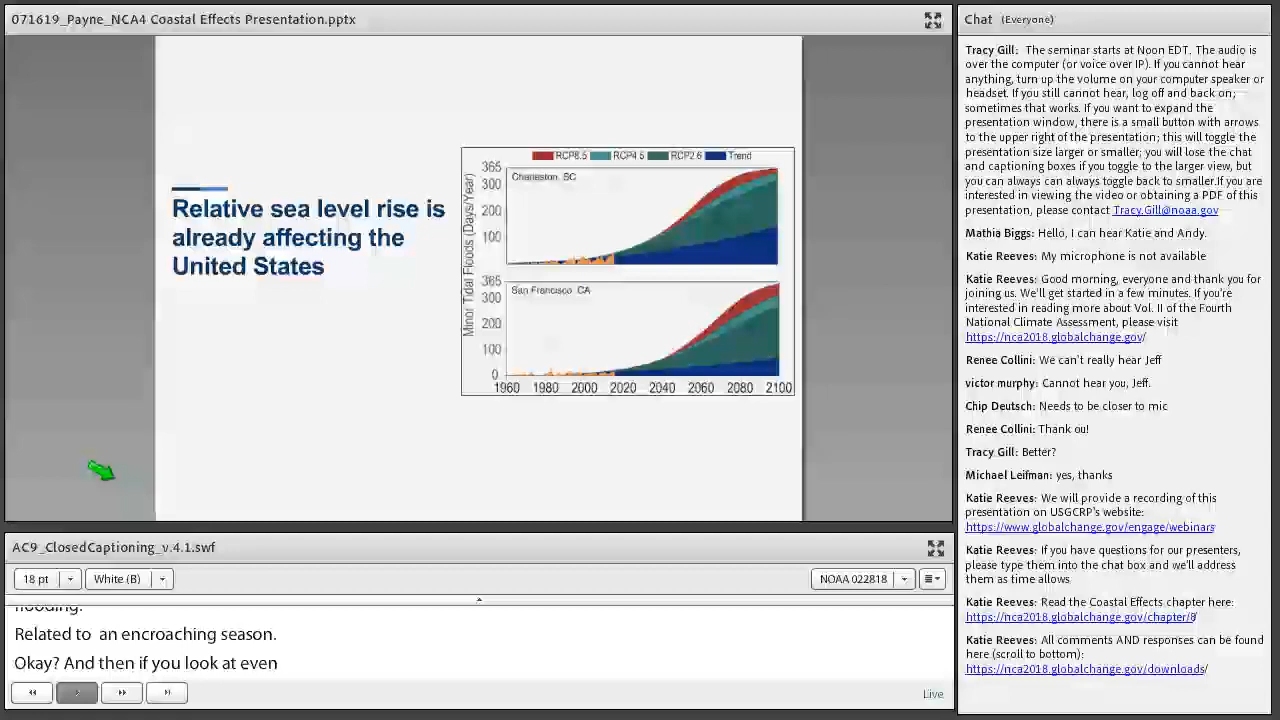 071619_Payne_NCA4 Coastal Effects Presentation.pptx
Relative sea level rise is
already affecting the
United States
RCP8.5 RCP4.5 RCP2.6 Trend
Minor Tidal Floods (Days/Year)
365
300
200
100
Charleston, SC
365
300
200
100
0
San Francisco, CA
1960 1980 2000 2020 2040 2060 2080 2100
AC9_ClosedCaptioning_v.4.1.swf
18 pt White (B) NOAA 022818
flooding.
Related to an encroaching season.
Okay? And then if you look at even
Live
Chat (Everyone)
Tracy Gill: The seminar starts at Noon EDT. The audio is
over the computer (or voice over IP). If you cannot hear
anything, turn up the volume on your computer speaker or
headset. If you still cannot hear, log off and back on;
sometimes that works. If you want to expand the
presentation window, there is a small button with arrows
to the upper right of the presentation; this will toggle the
presentation size larger or smaller; you will lose the chat
and captioning boxes if you toggle to the larger view, but
you can always can always toggle back to smaller.If you are
interested in viewing the video or obtaining a PDF of this
presentation, please contact Tracy.Gill@noaa.gov
Mathia Biggs: Hello, I can hear Katie and Andy.
Katie Reeves: My microphone is not available
Katie Reeves: Good morning, everyone and thank you for
joining us. We'll get started in a few minutes. If you're
interested in reading more about Vol. II of the Fourth
National Climate Assessment, please visit
https://nca2018.globalchange.gov/
Renee Collini: We can't really hear Jeff
victor murphy: Cannot hear you, Jeff.
Chip Deutsch: Needs to be closer to mic
Renee Collini: Thank ou!
Tracy Gill: Better?
Michael Leifman: yes, thanks
Katie Reeves: We will provide a recording of this
presentation on USGCRP's website:
https://www.globalchange.gov/engage/webinars
Katie Reeves: If you have questions for our presenters,
please type them into the chat box and we'll address
them as time allows
Katie Reeves: Read the Coastal Effects chapter here:
https://nca2018.globalchange.gov/chapter/8/
Katie Reeves: All comments AND responses can be found
here (scroll to bottom):
https://nca2018.globalchange.gov/downloads/